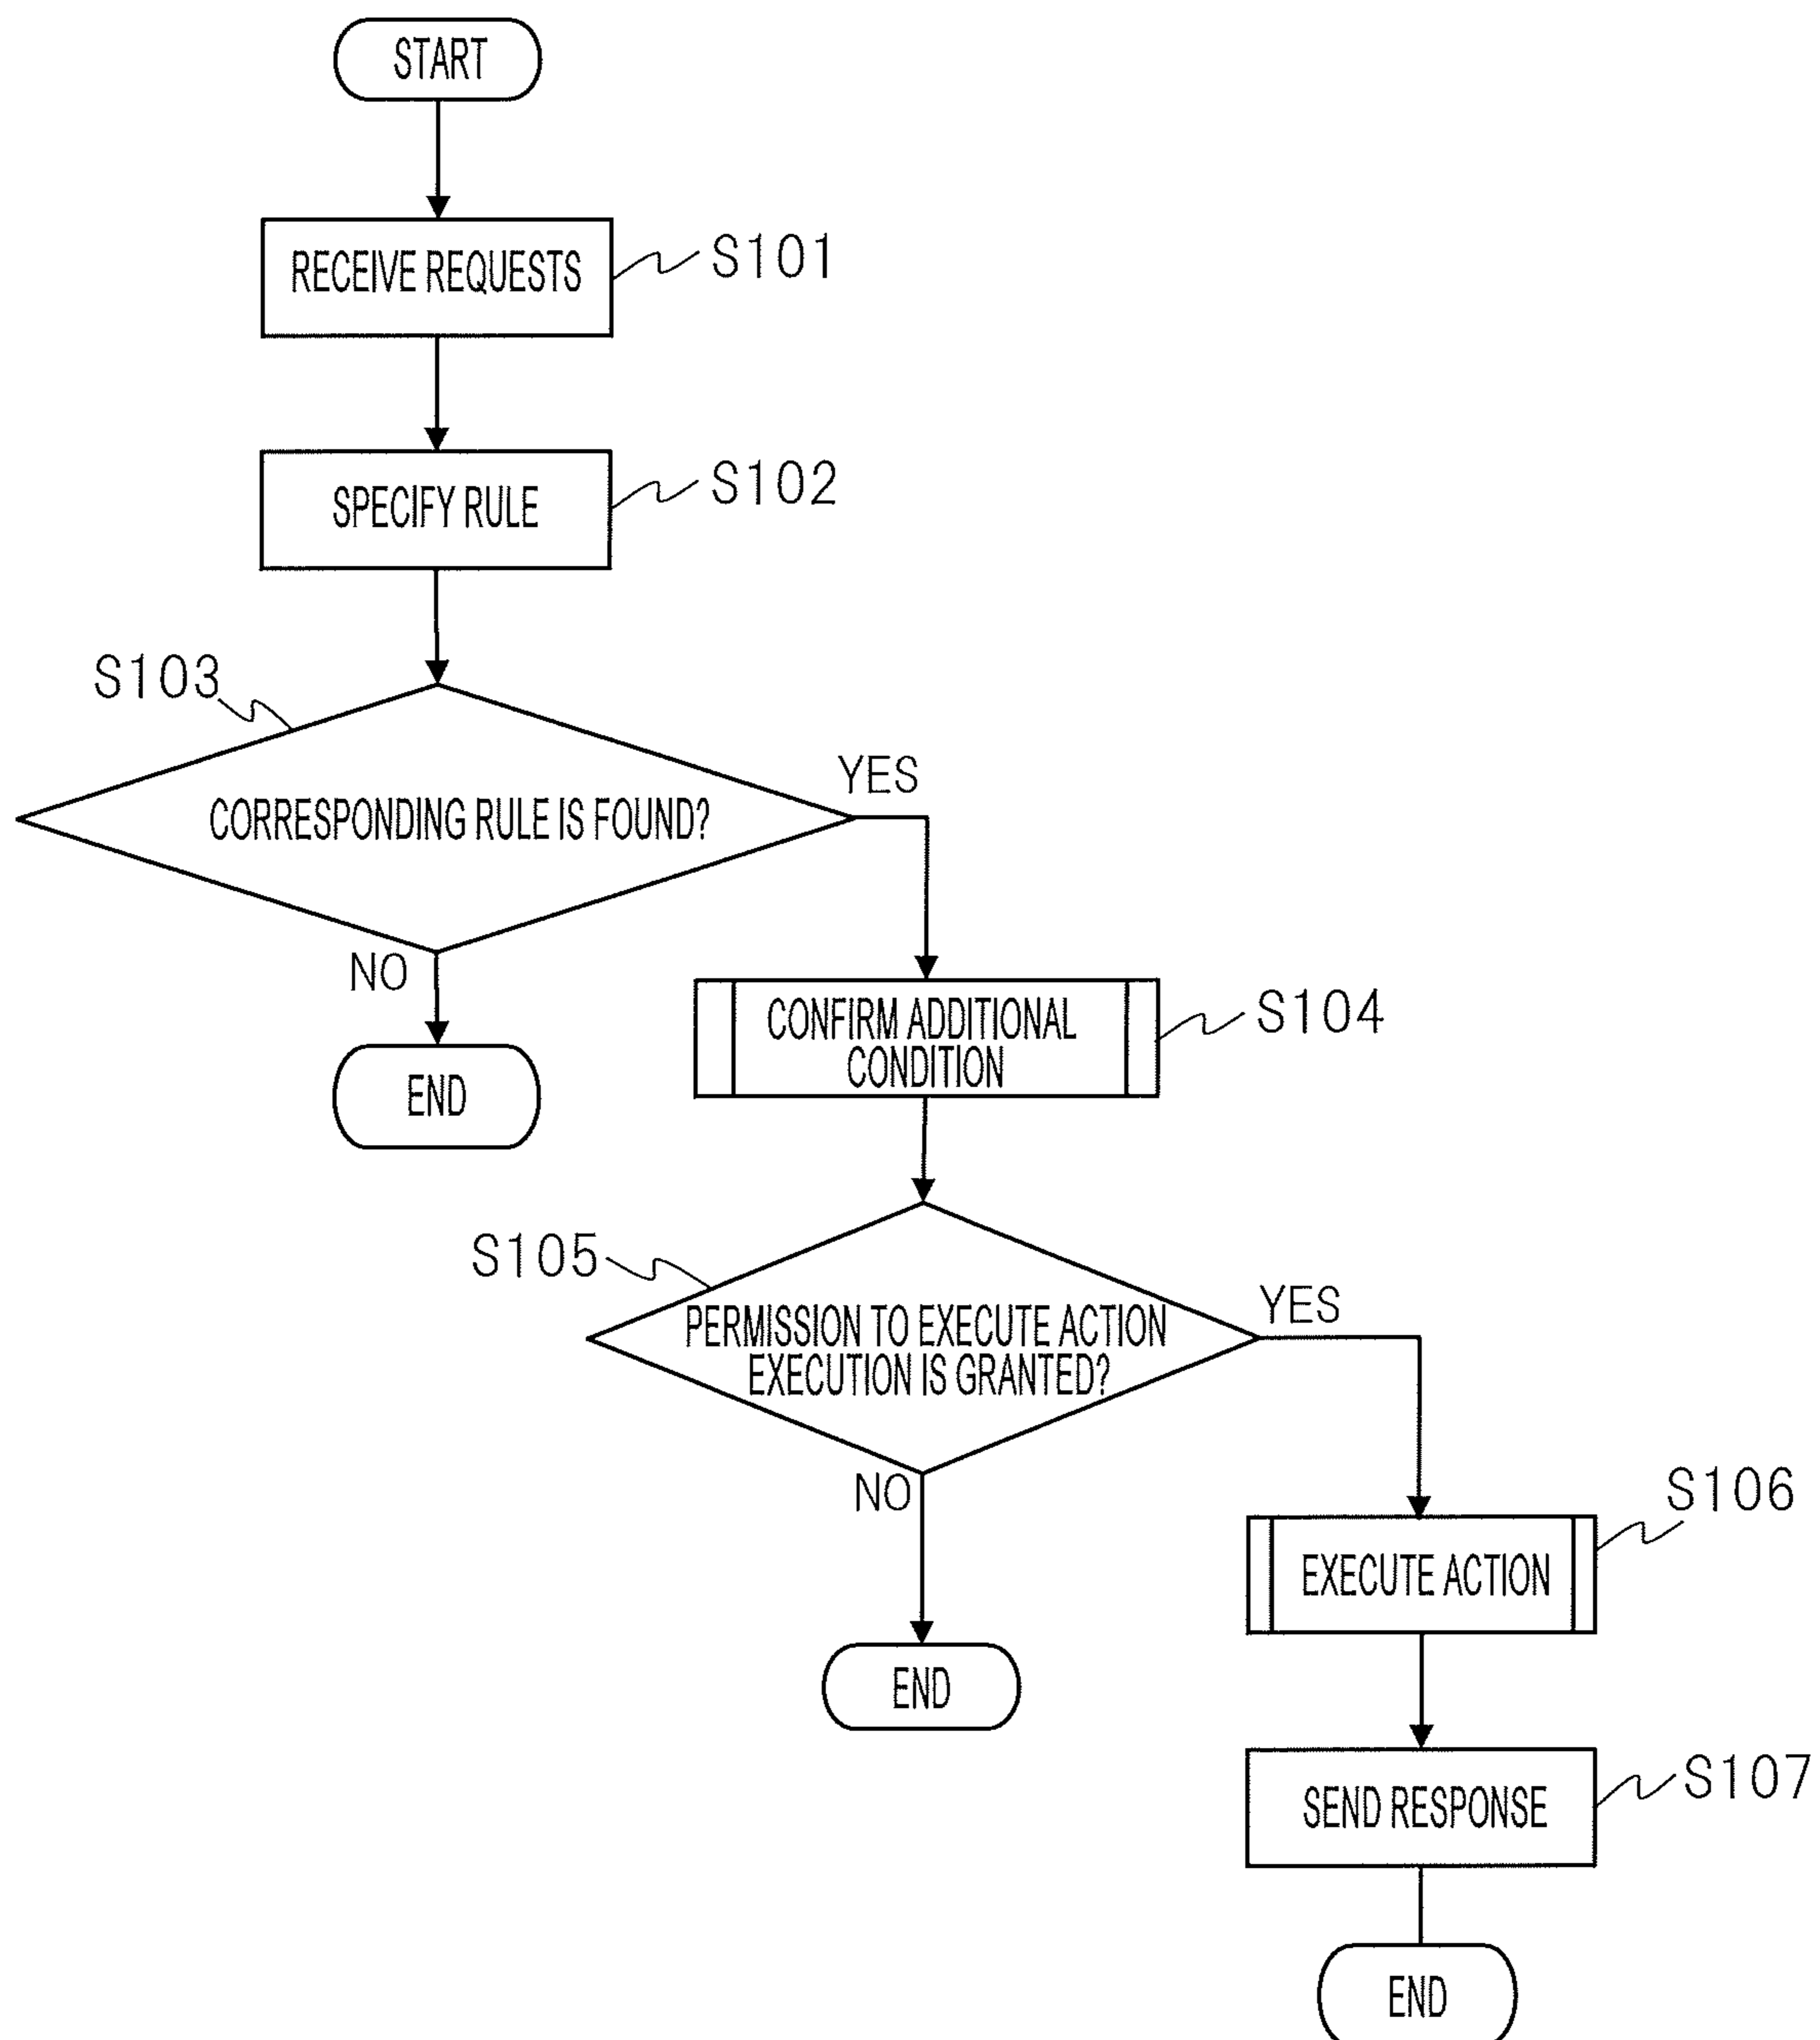 START
RECEIVE REQUESTS
S101
SPECIFY RULE
S102
S103
CORRESPONDING RULE IS FOUND?
YES
NO
END
CONFIRM ADDITIONAL
CONDITION
S104
S105
PERMISSION TO EXECUTE ACTION
EXECUTION IS GRANTED?
YES
NO
END
S106
EXECUTE ACTION
SEND RESPONSE
S107
END